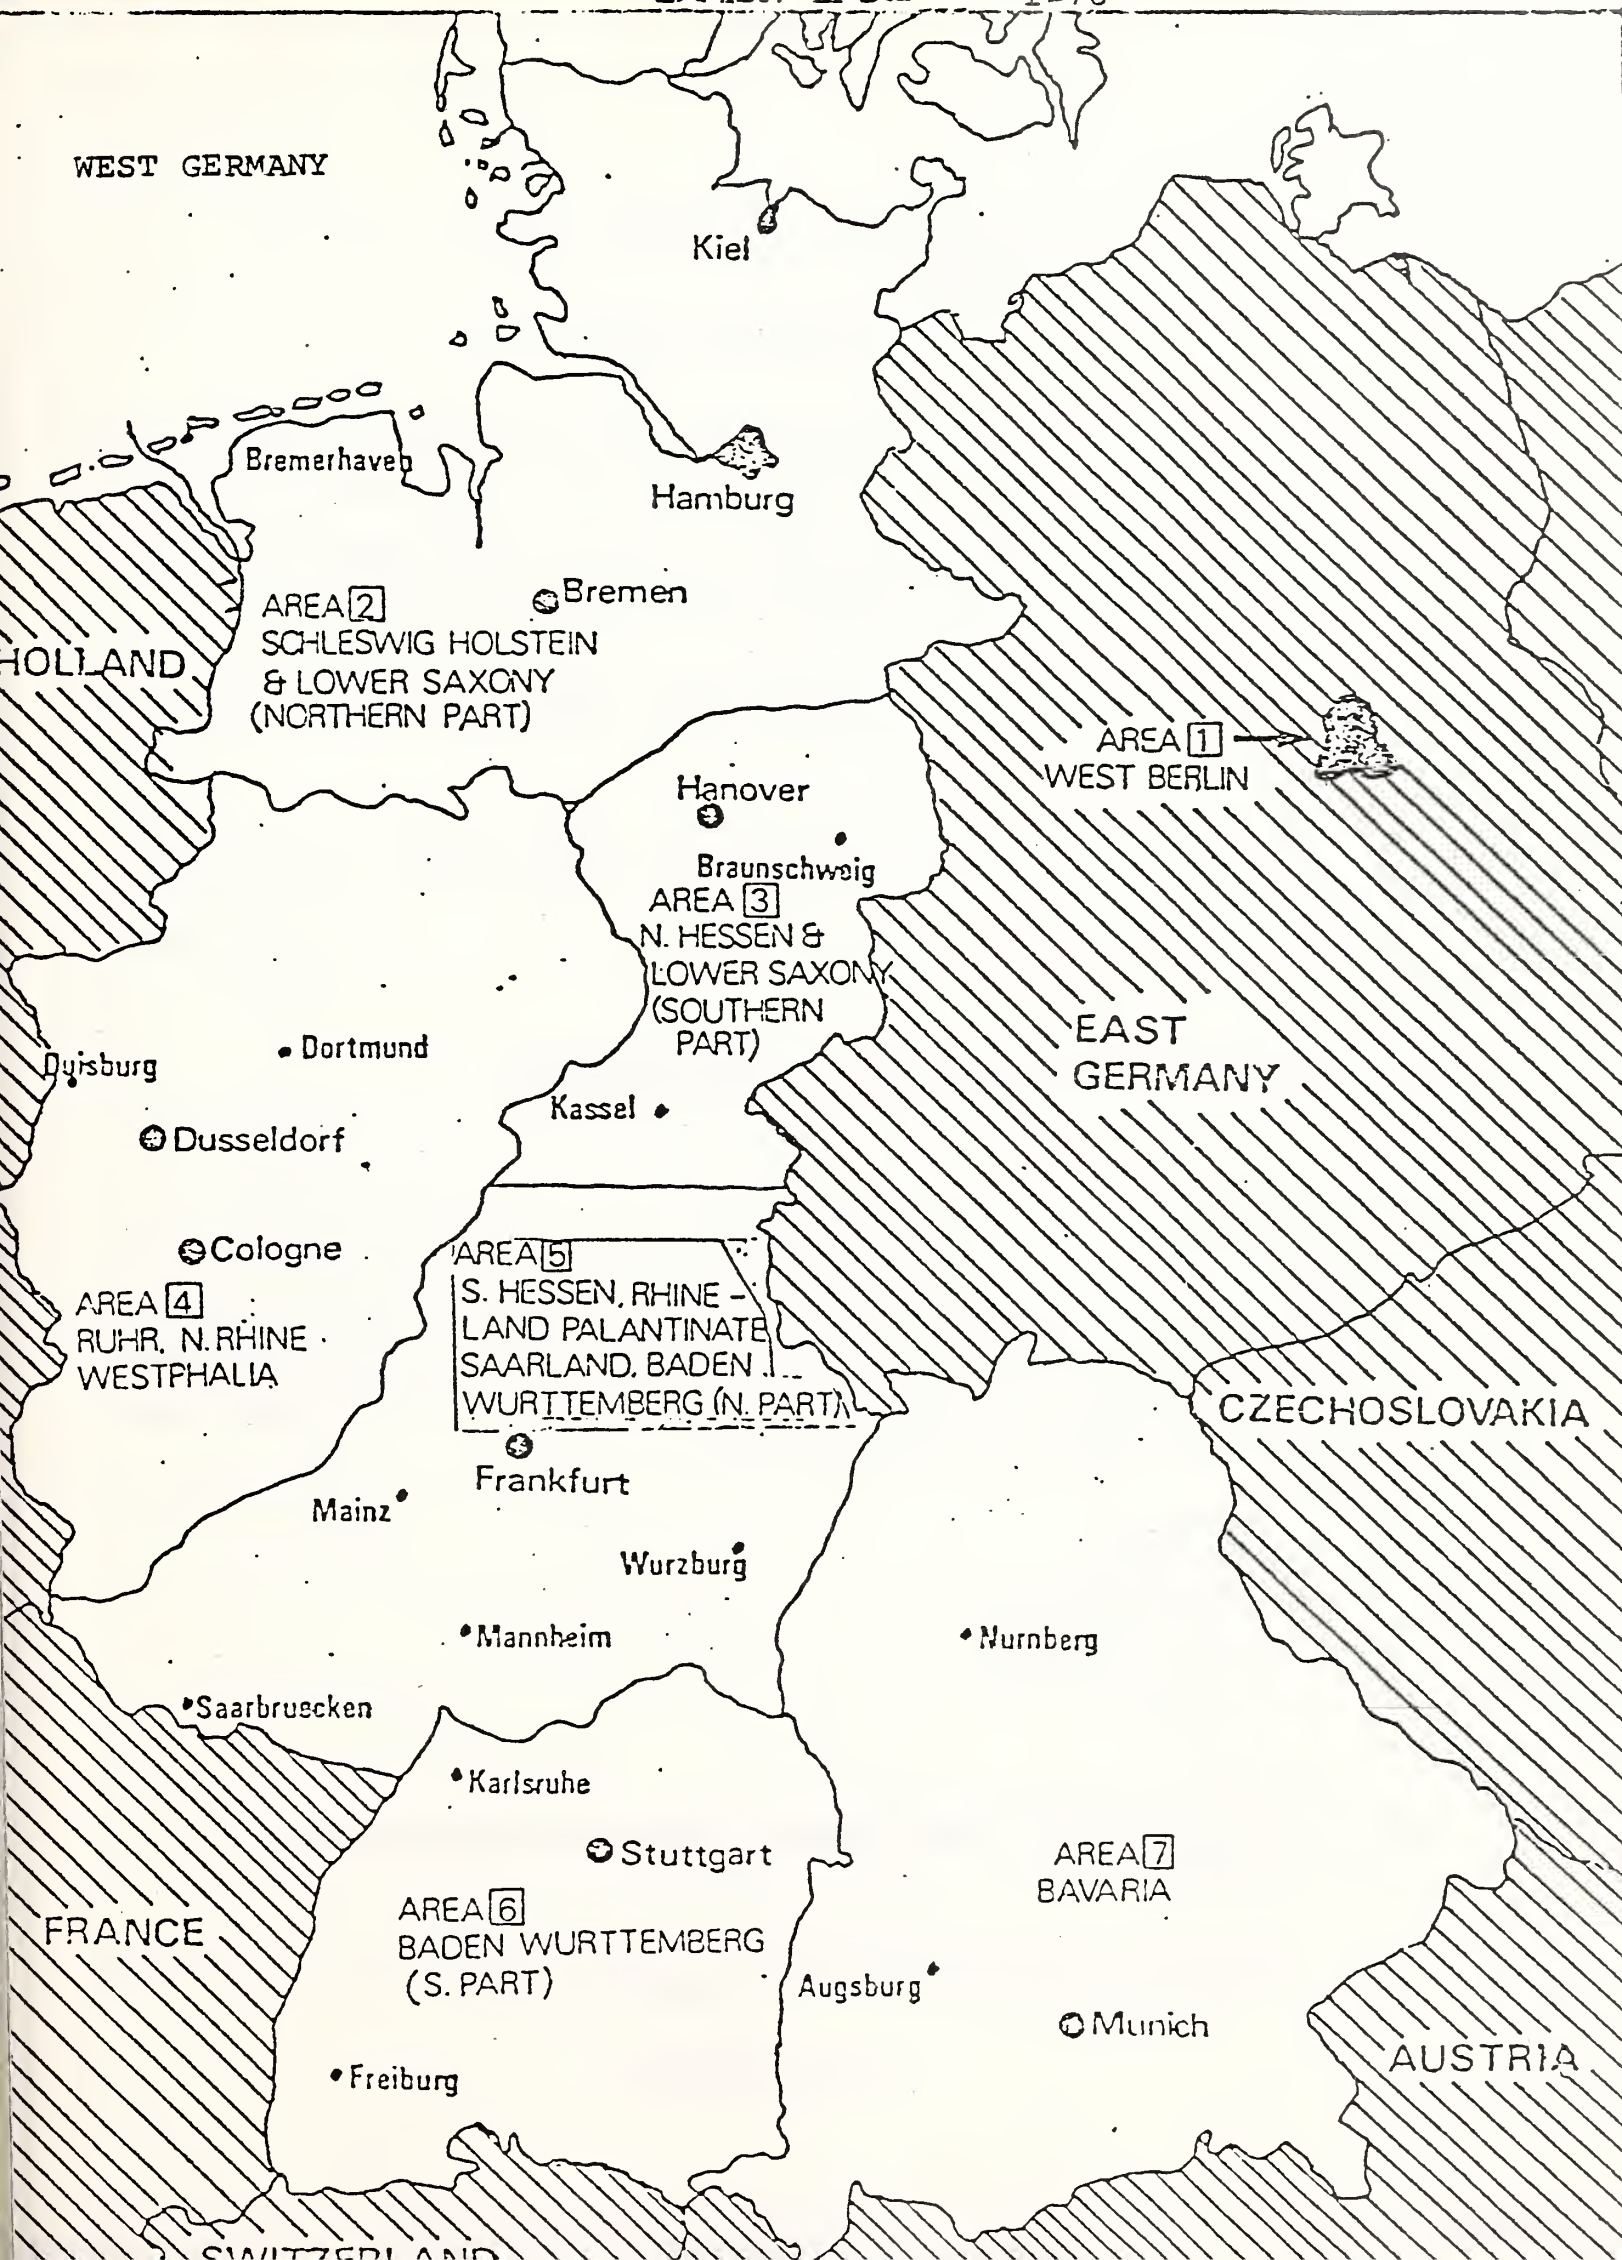 WEST GERMANY
Kiel
Bremerhaven
Hamburg
AREA 2
SCHLESWIG HOLSTEIN
& LOWER SAXONY
(NORTHERN PART)
Bremen
HOLLAND
AREA 1
WEST BERLIN
Hanover
Braunschweig
AREA 3
N. HESSEN &
LOWER SAXONY
(SOUTHERN
PART)
EAST
GERMANY
Duisburg
Dortmund
Kassel
Dusseldorf
Cologne
AREA 4
RUHR, N. RHINE
WESTPHALIA
AREA 5
S. HESSEN, RHINE -
LAND PALANTINATE
SAARLAND, BADEN
WURTTEMBERG (N. PART)
CZECHOSLOVAKIA
Frankfurt
Mainz
Wurzburg
Mannheim
Nurnberg
Saarbruecken
Karlsruhe
Stuttgart
AREA 7
BAVARIA
FRANCE
AREA 6
BADEN WURTTEMBERG
(S. PART)
Augsburg
Munich
AUSTRIA
Freiburg
SWITZERLAND